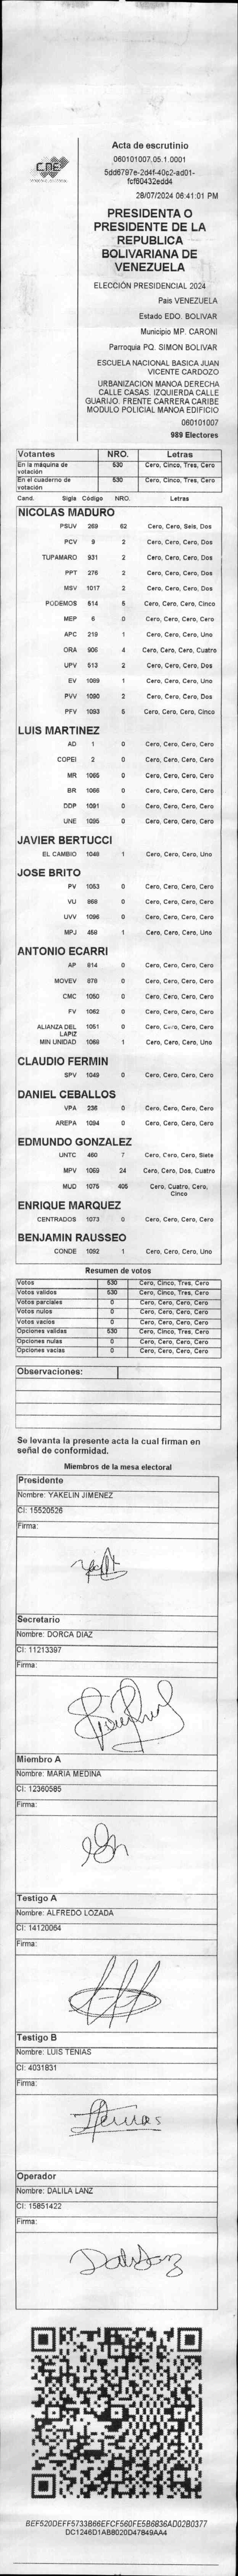 CNE
Acta de escrutinio
060101007.05.1.0001
5dd6797e-2d4f-40c2-ad01-
fcf80432edd4
28/07/2024 06:41:01 PM
PRESIDENTA O
PRESIDENTE DE LA
REPUBLICA
BOLIVARIANA DE
VENEZUELA
ELECCIÓN PRESIDENCIAL 2024
Pais VENEZUELA
Estado EDO. BOLIVAR
Municipio MP. CARONI
Parroquia PQ. SIMON BOLIVAR
ESCUELA NACIONAL BASICA JUAN
VICENTE CARDOZO
URBANIZACION MANOA DERECHA
CALLE CASAS. IZQUIERDA CALLE
GUARIJO. FRENTE CARRERA CARIBE
MODULO POLICIAL MANOA EDIFICIO
060101007
989 Electores
Votantes NRO. Letras
En la máquina de votación 530 Cero, Cinco, Tres, Cero
En el cuaderno de votación 530 Cero, Cinco, Tres, Cero
Cand. Sigla Código NRO. Letras
NICOLAS MADURO
PSUV 269 62 Cero, Cero, Seis, Dos
PCV 9 2 Cero, Cero, Cero, Dos
TUPAMARO 931 2 Cero, Cero, Cero, Dos
PPT 276 2 Cero, Cero, Cero, Dos
MSV 1017 2 Cero, Cero, Cero, Dos
PODEMOS 514 5 Cero, Cero, Cero, Cinco
MEP 6 0 Cero, Cero, Cero, Cero
APC 219 1 Cero, Cero, Cero, Uno
ORA 906 4 Cero, Cero, Cero, Cuatro
UPV 513 2 Cero, Cero, Cero, Dos
EV 1089 1 Cero, Cero, Cero, Uno
PVV 1090 2 Cero, Cero, Cero, Dos
PFV 1093 5 Cero, Cero, Cero, Cinco
LUIS MARTINEZ
AD 1 0 Cero, Cero, Cero, Cero
COPEI 2 0 Cero, Cero, Cero, Cero
MR 1065 0 Cero, Cero, Cero, Cero
BR 1066 0 Cero, Cero, Cero, Cero
DDP 1091 0 Cero, Cero, Cero, Cero
UNE 1095 0 Cero, Cero, Cero, Cero
JAVIER BERTUCCI
EL CAMBIO 1048 1 Cero, Cero, Cero, Uno
JOSE BRITO
PV 1053 0 Cero, Cero, Cero, Cero
VU 868 0 Cero, Cero, Cero, Cero
UVV 1096 0 Cero, Cero, Cero, Cero
MPJ 458 1 Cero, Cero, Cero, Uno
ANTONIO ECARRI
AP 614 0 Cero, Cero, Cero, Cero
MOVEV 878 0 Cero, Cero, Cero, Cero
CMC 1050 0 Cero, Cero, Cero, Cero
FV 1062 0 Cero, Cero, Cero, Cero
ALIANZA DEL LAPIZ 1051 0 Cero, Cero, Cero, Cero
MIN UNIDAD 1068 1 Cero, Cero, Cero, Uno
CLAUDIO FERMIN
SPV 1049 0 Cero, Cero, Cero, Cero
DANIEL CEBALLOS
VPA 236 0 Cero, Cero, Cero, Cero
AREPA 1084 0 Cero, Cero, Cero, Cero
EDMUNDO GONZALEZ
UNTC 460 7 Cero, Cero, Cero, Siete
MPV 1069 24 Cero, Cero, Dos, Cuatro
MUD 1075 405 Cero, Cuatro, Cero,
Cinco
ENRIQUE MARQUEZ
CENTRADOS 1073 0 Cero, Cero, Cero, Cero
BENJAMIN RAUSSEO
CONDE 1092 1 Cero, Cero, Cero, Uno
Resumen de votos
Votos 530 Cero, Cinco, Tres, Cero
Votos validos 530 Cero, Cinco, Tres, Cero
Votos parciales 0 Cero, Cero, Cero, Cero
Votos nulos 0 Cero, Cero, Cero, Cero
Votos vacios 0 Cero, Cero, Cero, Cero
Opciones validas 530 Cero, Cinco, Tres, Cero
Opciones nulas 0 Cero, Cero, Cero, Cero
Opciones vacias 0 Cero, Cero, Cero, Cero
Observaciones:
Se levanta la presente acta la cual firman en
señal de conformidad.
Miembros de la mesa electoral
Presidente
Nombre: YAKELIN JIMENEZ
CI: 15520526
Firma:
Secretario
Nombre: DORCA DIAZ
CI: 11213397
Firma:
Miembro A
Nombre: MARIA MEDINA
CI: 12360585
Firma:
Testigo A
Nombre: ALFREDO LOZADA
CI: 14120064
Firma:
Testigo B
Nombre: LUIS TENIAS
CI: 4031831
Firma:
Operador
Nombre: DALILA LANZ
CI: 15851422
Firma:
BEF520DEFF5733B66EFCF560FE5B6836AD02B0377
DC1246D1AB8020D47849AA4